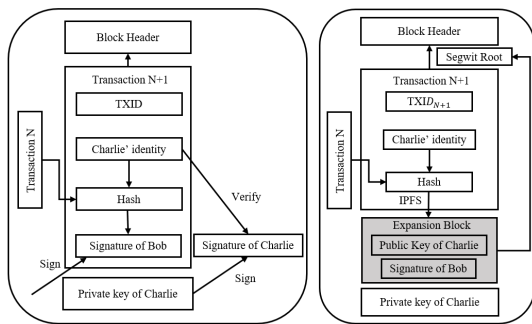 Block Header
Transaction N+1
TXID
Transaction N
Charlie' identity
Hash
Verify
Signature of Bob
Signature of Charlie
Sign
Sign
Private key of Charlie
Block Header
Segwit Root
Transaction N+1
TXID_{N+1}
Transaction N
Charlie' identity
Hash
IPFS
Expansion Block
Public Key of Charlie
Signature of Bob
Private key of Charlie